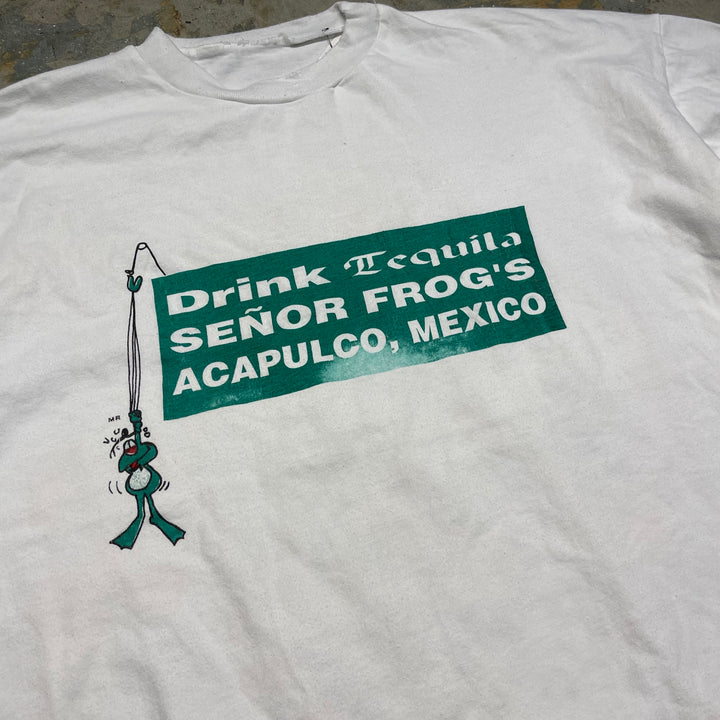 Drink Tequila
SEÑOR FROG'S
ACAPULCO, MEXICO
MR